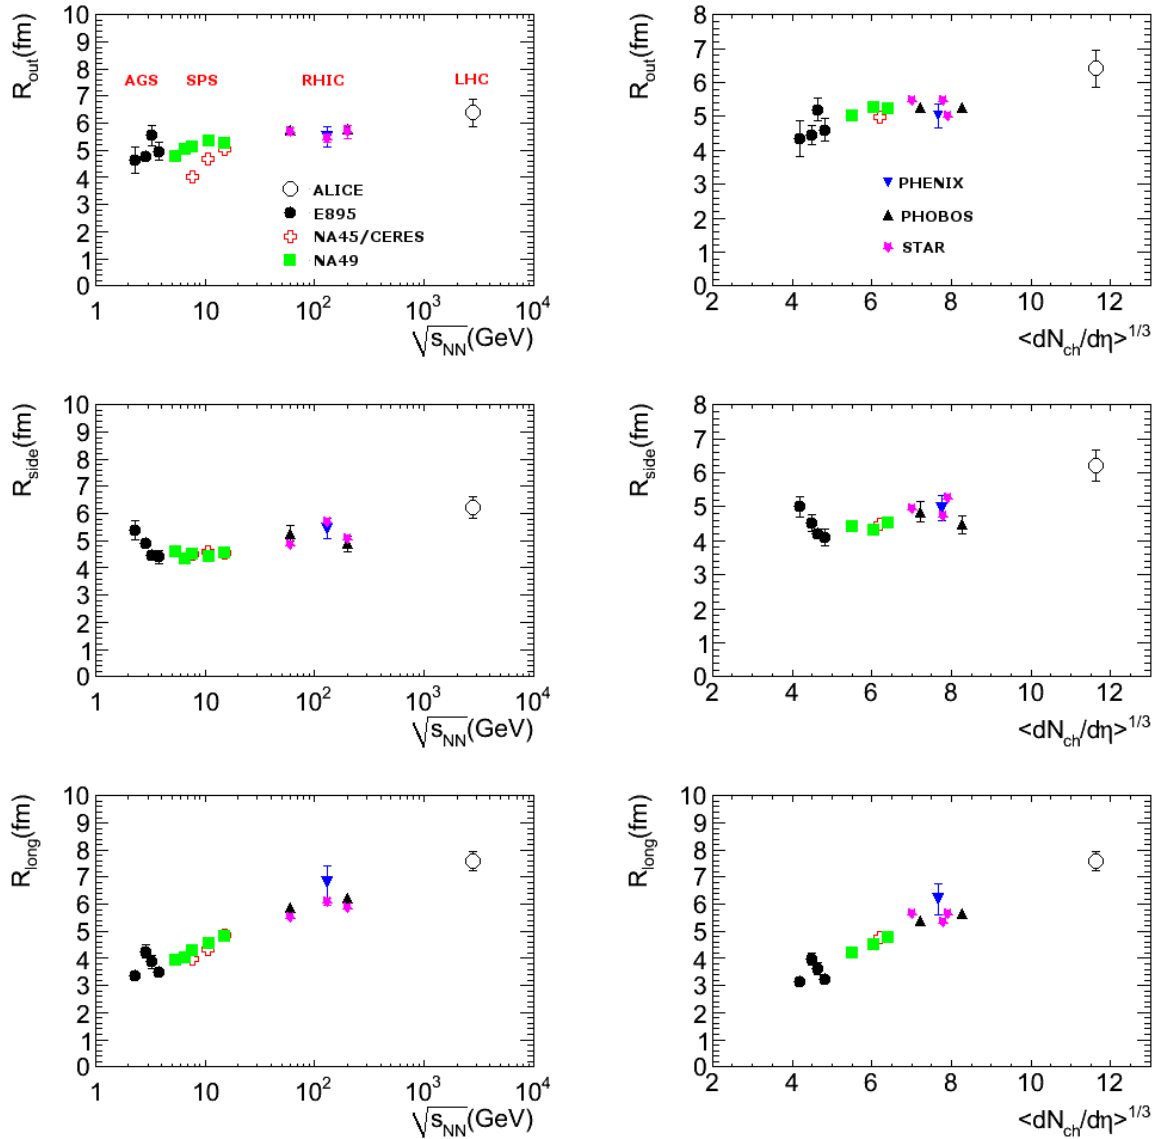 R_out(fm)
10
9
8
7
6
5
4
3
2
1
0
AGS SPS RHIC LHC
ALICE
E895
NA45/CERES
NA49
1 10 10^2 10^3 10^4
√s_NN(GeV)
R_out(fm)
8
7
6
5
4
3
2
1
0
PHENIX
PHOBOS
STAR
2 4 6 8 10 12
<dN_ch/dη>^1/3
R_side(fm)
10
9
8
7
6
5
4
3
2
1
0
1 10 10^2 10^3 10^4
√s_NN(GeV)
R_side(fm)
8
7
6
5
4
3
2
1
0
2 4 6 8 10 12
<dN_ch/dη>^1/3
R_long(fm)
10
9
8
7
6
5
4
3
2
1
0
1 10 10^2 10^3 10^4
√s_NN(GeV)
R_long(fm)
10
9
8
7
6
5
4
3
2
1
0
2 4 6 8 10 12
<dN_ch/dη>^1/3